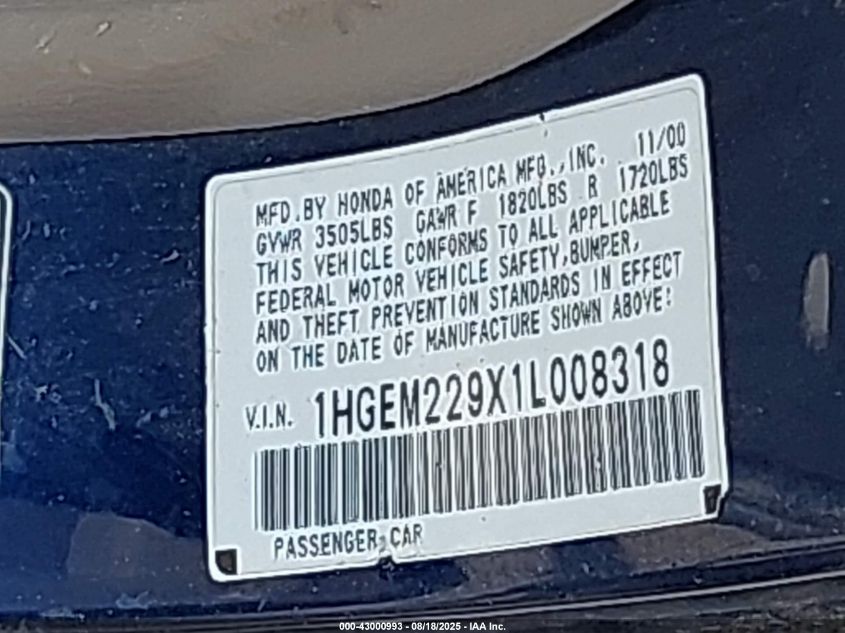 MFD.BY HONDA OF AMERICA MFG.,INC. 11/00
GVWR 3505LBS GAWR F 1820LBS R 1720LBS
THIS VEHICLE CONFORMS TO ALL APPLICABLE
FEDERAL MOTOR VEHICLE SAFETY,BUMPER,
AND THEFT PREVENTION STANDARDS IN EFFECT
ON THE DATE OF MANUFACTURE SHOWN ABOVE:
V.I.N. 1HGEM229X1L008318
PASSENGER CAR
000-43000993 - 08/18/2025 - IAA Inc.